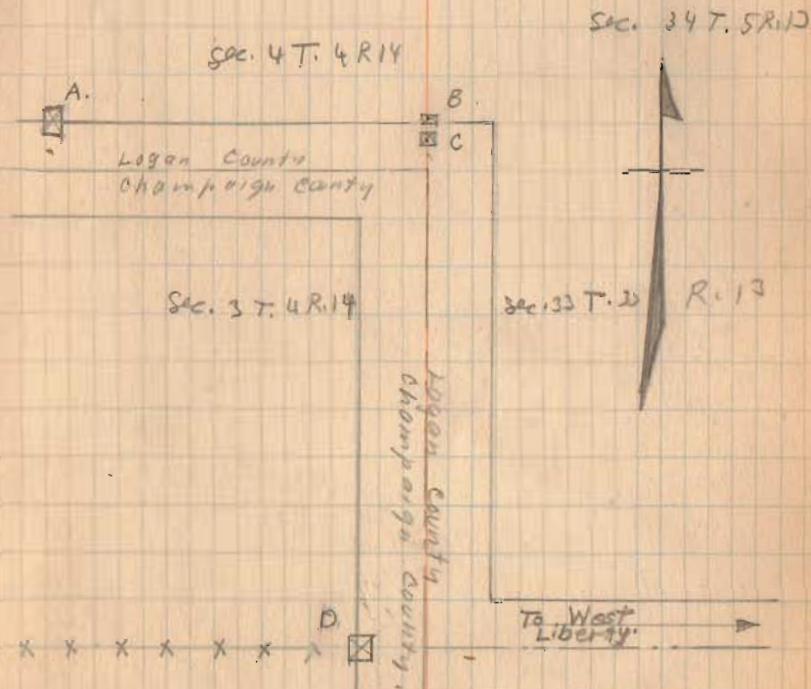 Sec. 34 T. 5 R.13
Sec. 4 T. 4 R 14
A.
B.
C
Logan County
Champaign County
Sec. 3 T. 4 R. 14
Sec. 33 T.
R. 13
Logan County
Champaign County.
D.
To West
Liberty.